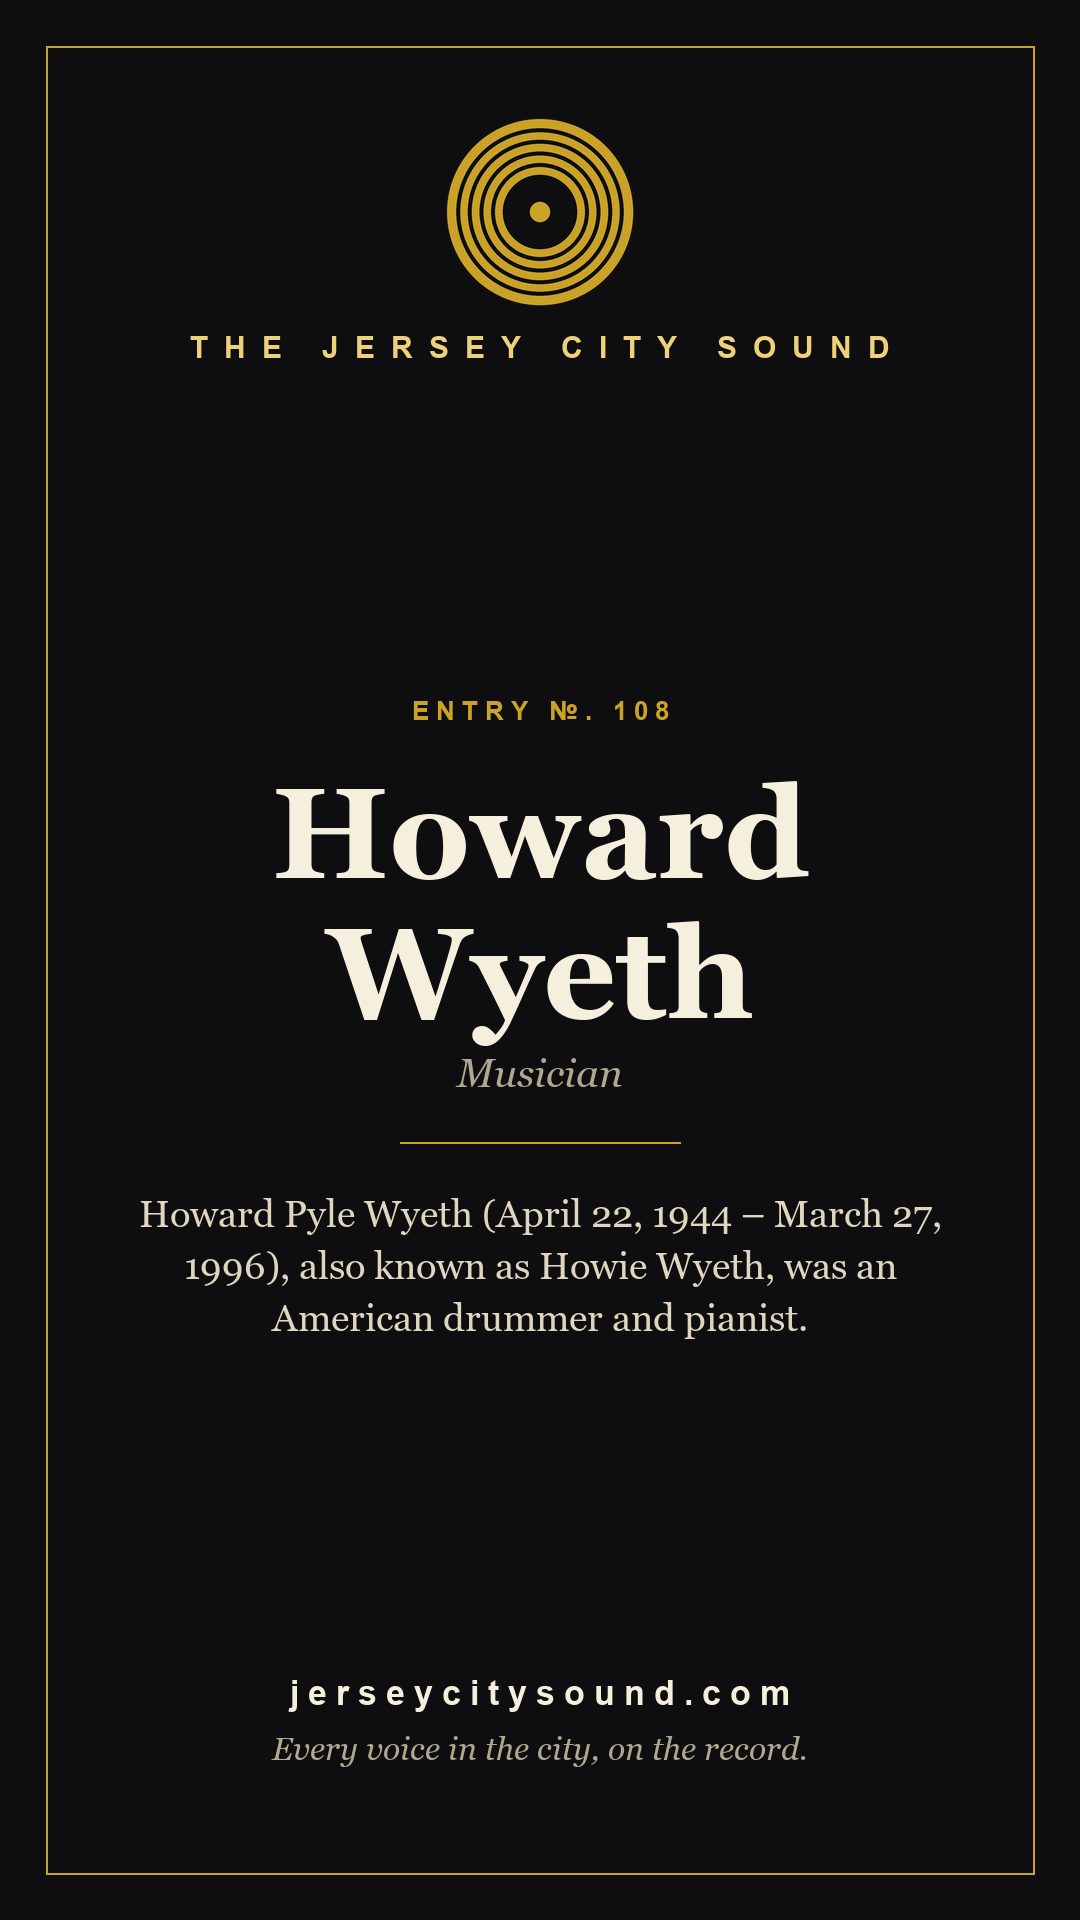 THE JERSEY CITY SOUND
ENTRY №. 108
Howard
Wyeth
Musician
Howard Pyle Wyeth (April 22, 1944 – March 27,
1996), also known as Howie Wyeth, was an
American drummer and pianist.
jerseycitysound.com
Every voice in the city, on the record.